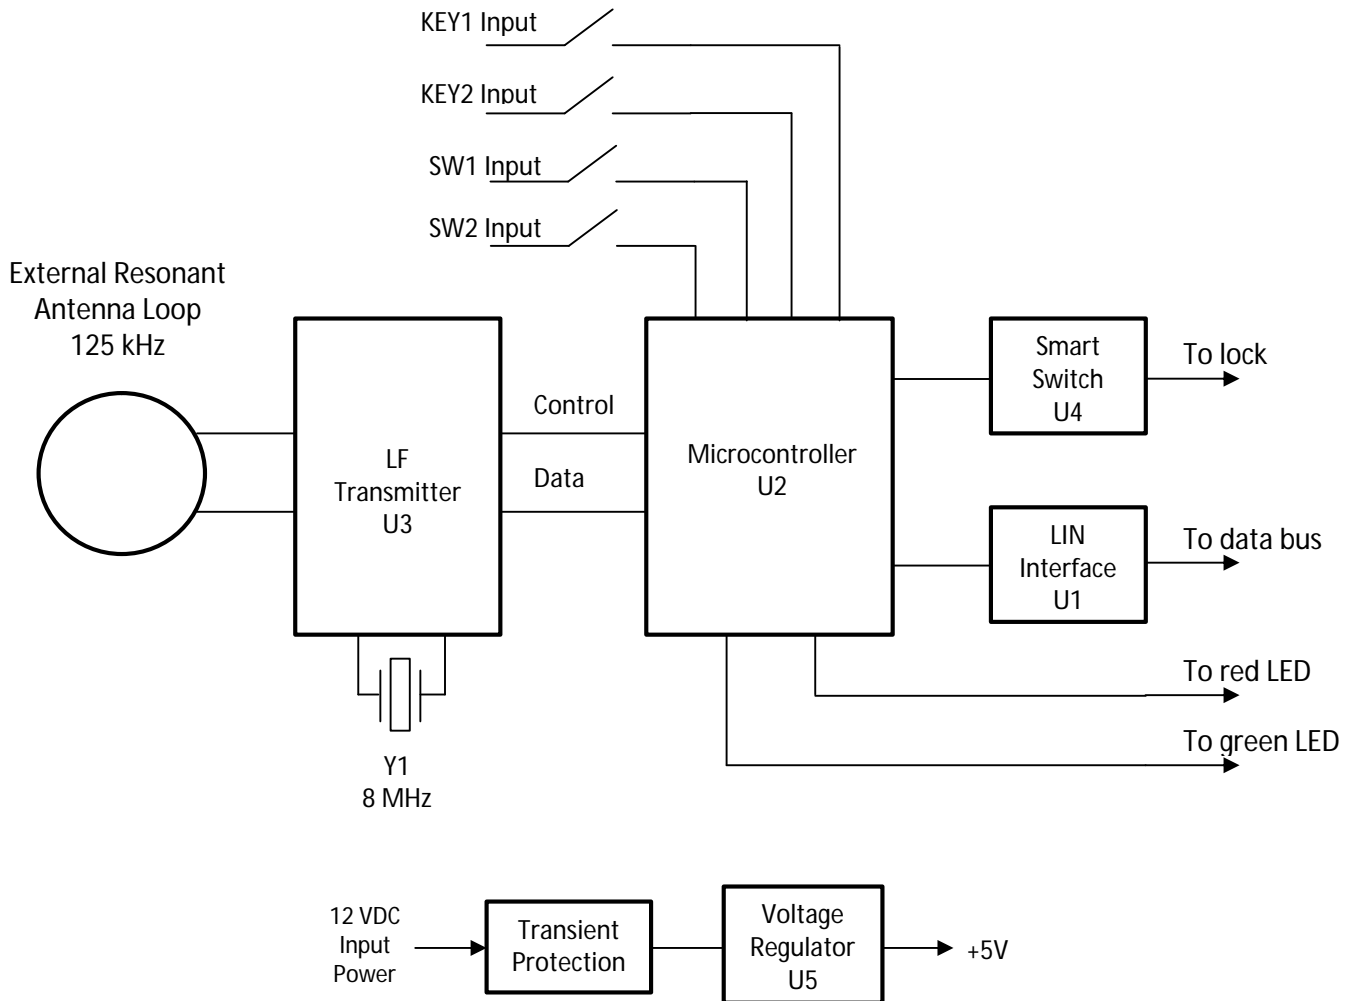 KEY1 Input
KEY2 Input
SW1 Input
SW2 Input
External Resonant
Antenna Loop
125 kHz
LF
Transmitter
U3
Control
Data
Microcontroller
U2
Smart
Switch
U4
To lock
LIN
Interface
U1
To data bus
To red LED
To green LED
Y1
8 MHz
12 VDC
Input
Power
Transient
Protection
Voltage
Regulator
U5
+5V